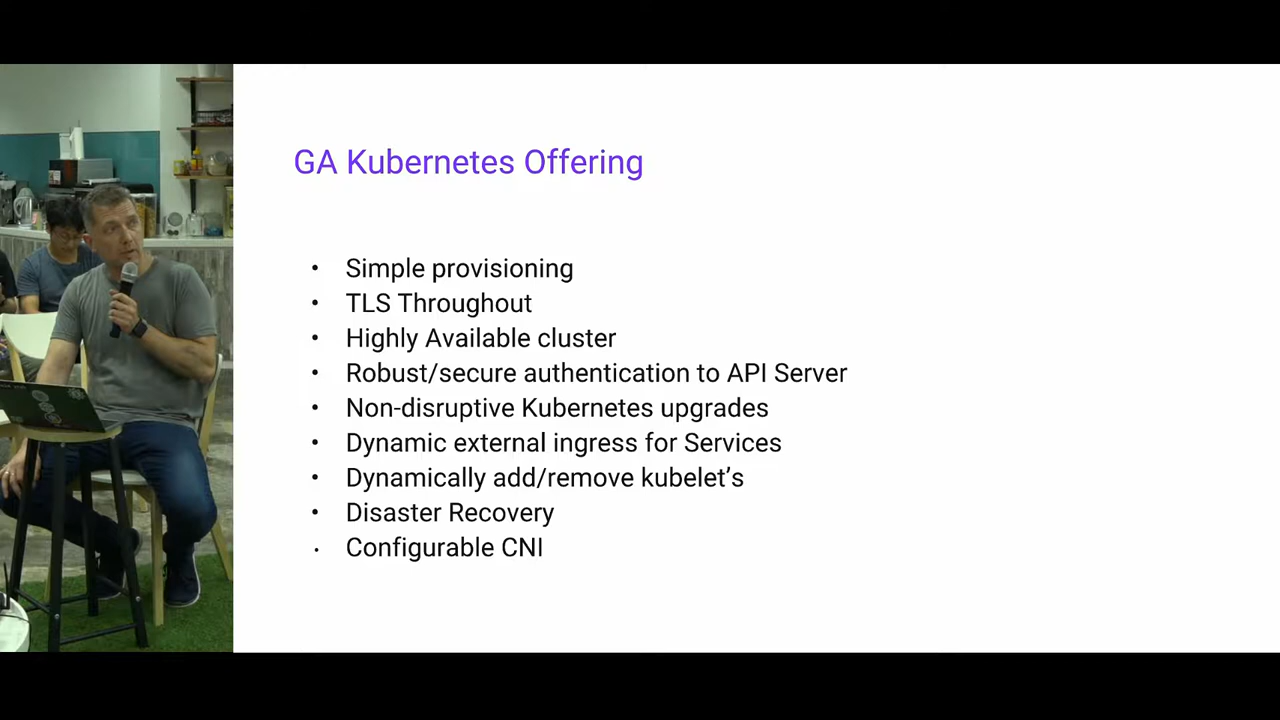 GA Kubernetes Offering
• Simple provisioning
• TLS Throughout
• Highly Available cluster
• Robust/secure authentication to API Server
• Non-disruptive Kubernetes upgrades
• Dynamic external ingress for Services
• Dynamically add/remove kubelet’s
• Disaster Recovery
• Configurable CNI